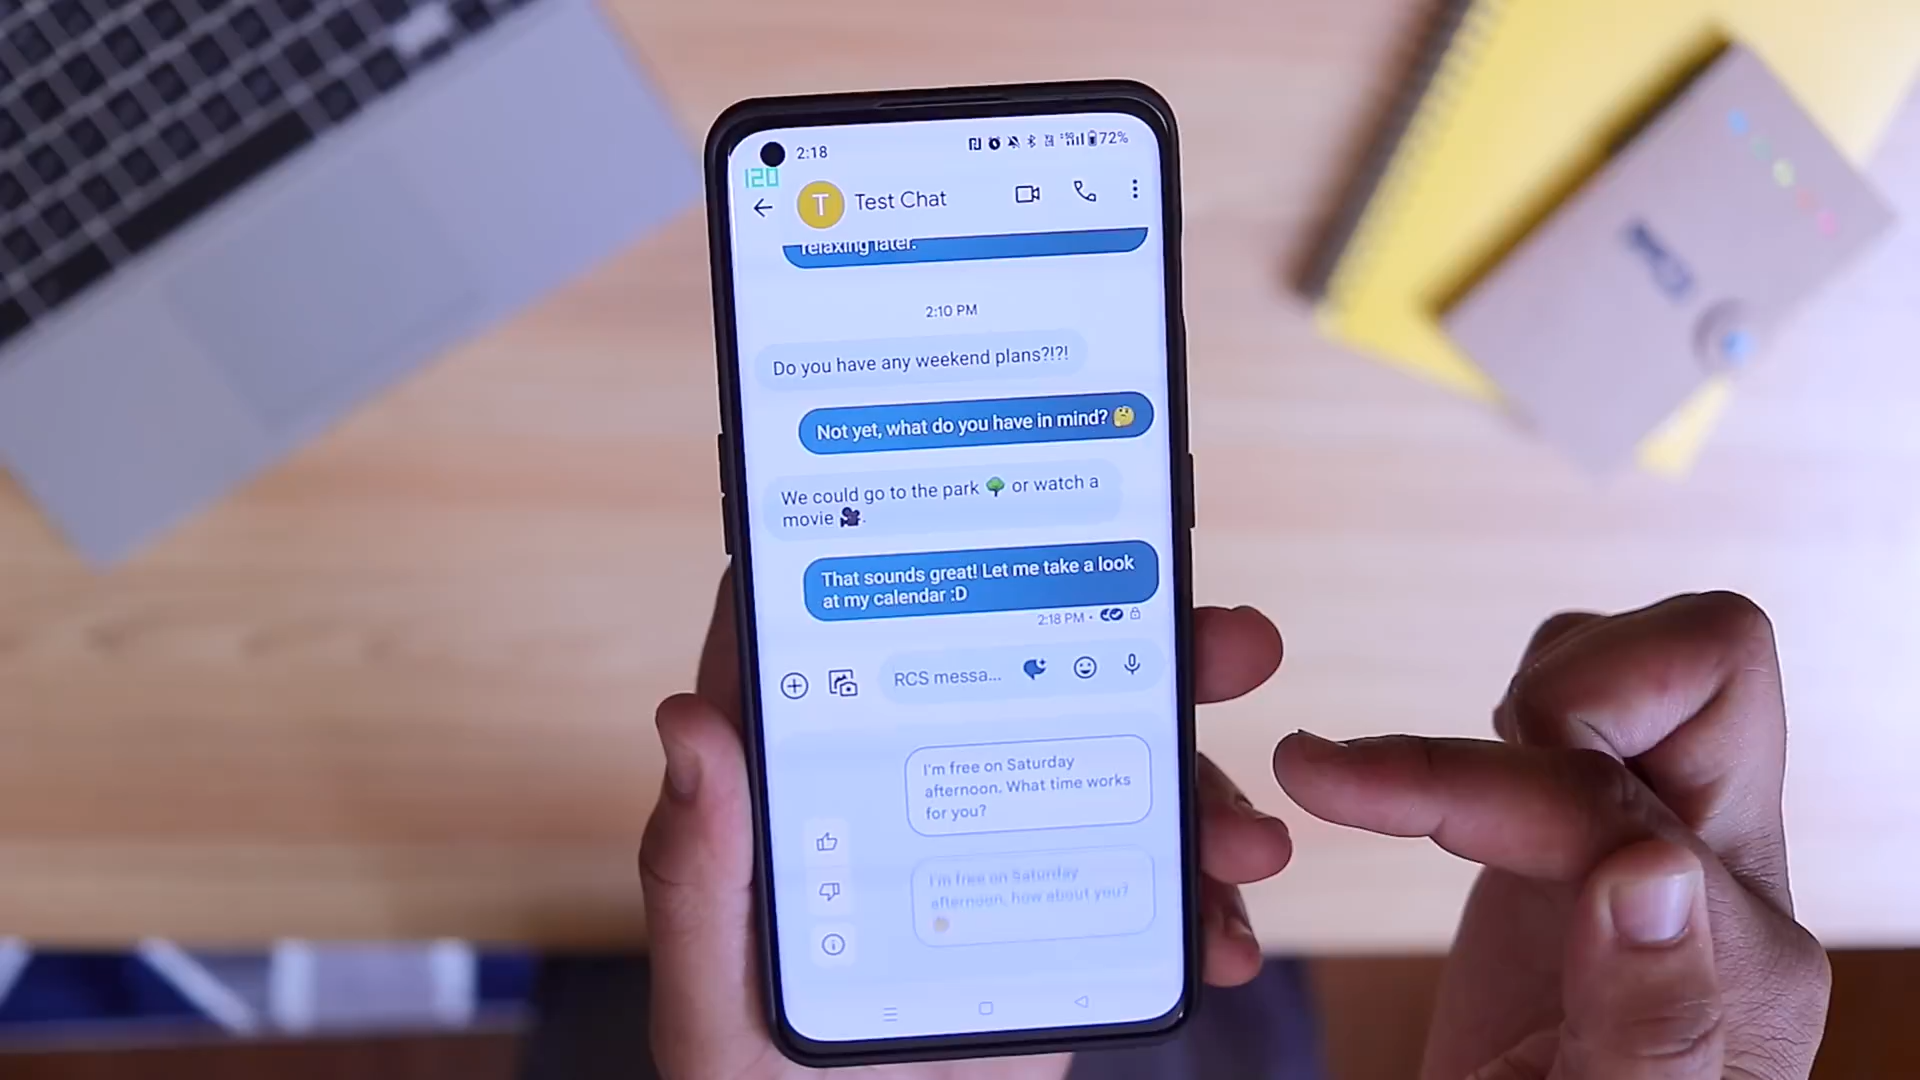 2:18
72%
120
T
Test Chat
relaxing later.
2:10 PM
Do you have any weekend plans?!?!
Not yet, what do you have in mind? 🤔
We could go to the park 🌳 or watch a
movie 🎥.
That sounds great! Let me take a look
at my calendar :D
2:18 PM •
RCS messa...
I'm free on Saturday
afternoon. What time works
for you?
I'm free on Saturday
afternoon, how about you?